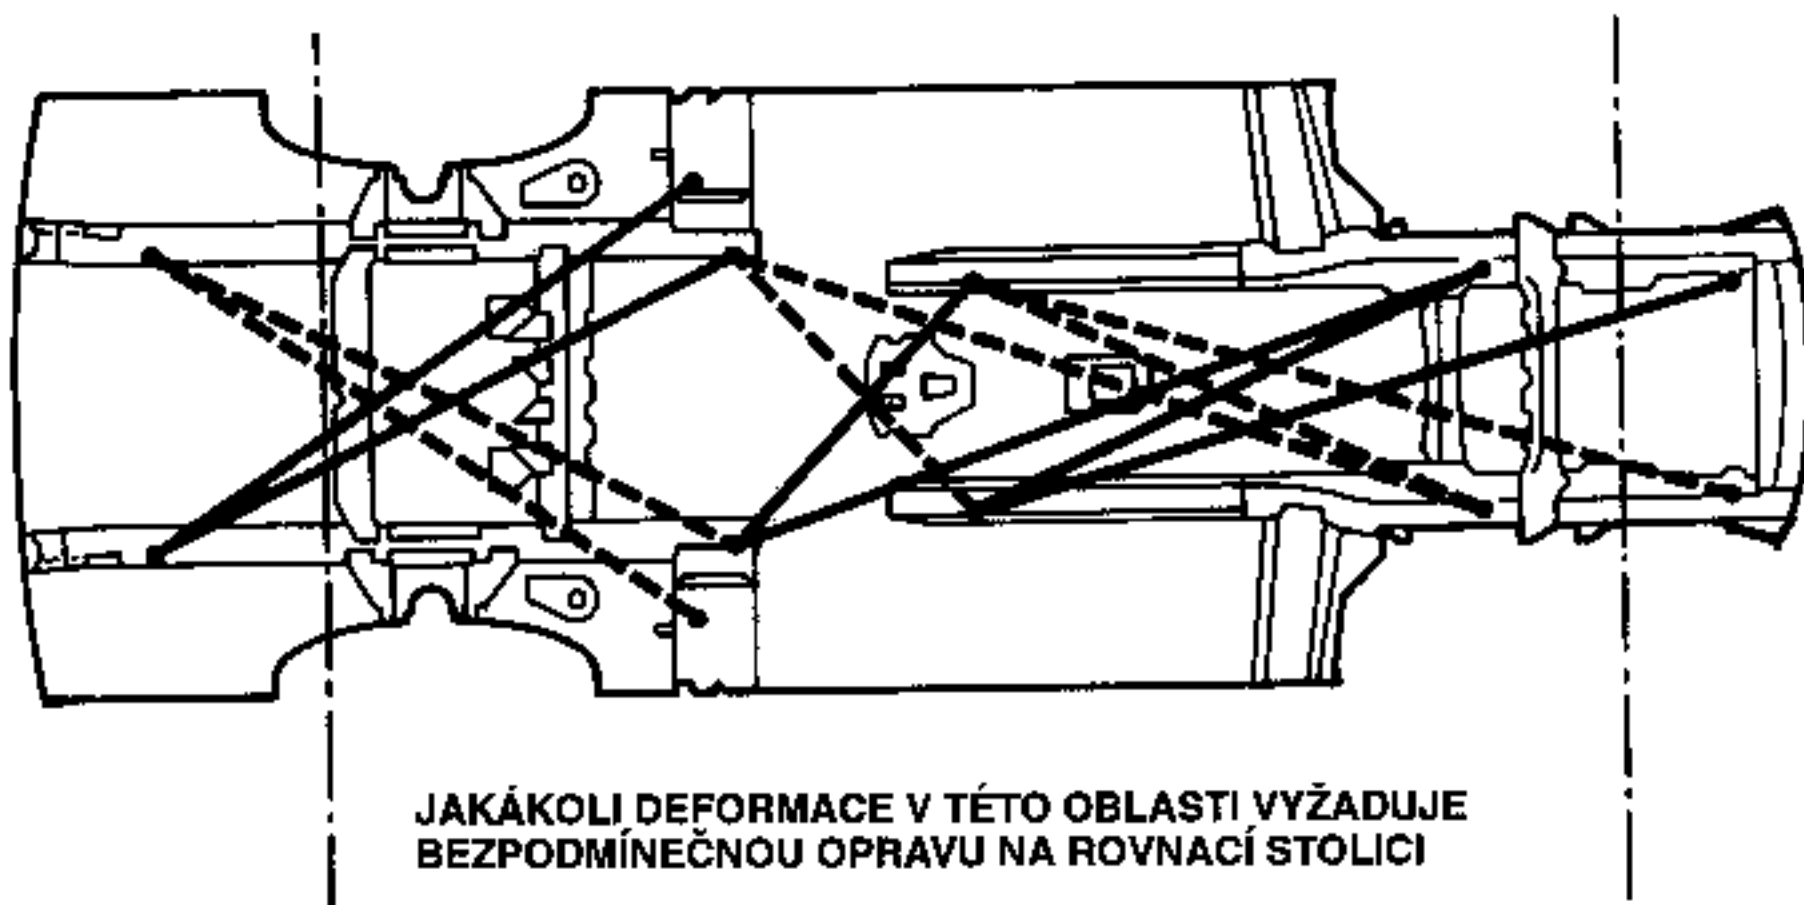 JAKÁKOLI DEFORMACE V TÉTO OBLASTI VYŽADUJE
BEZPODMÍNEČNOU OPRAVU NA ROVNACÍ STOLICI